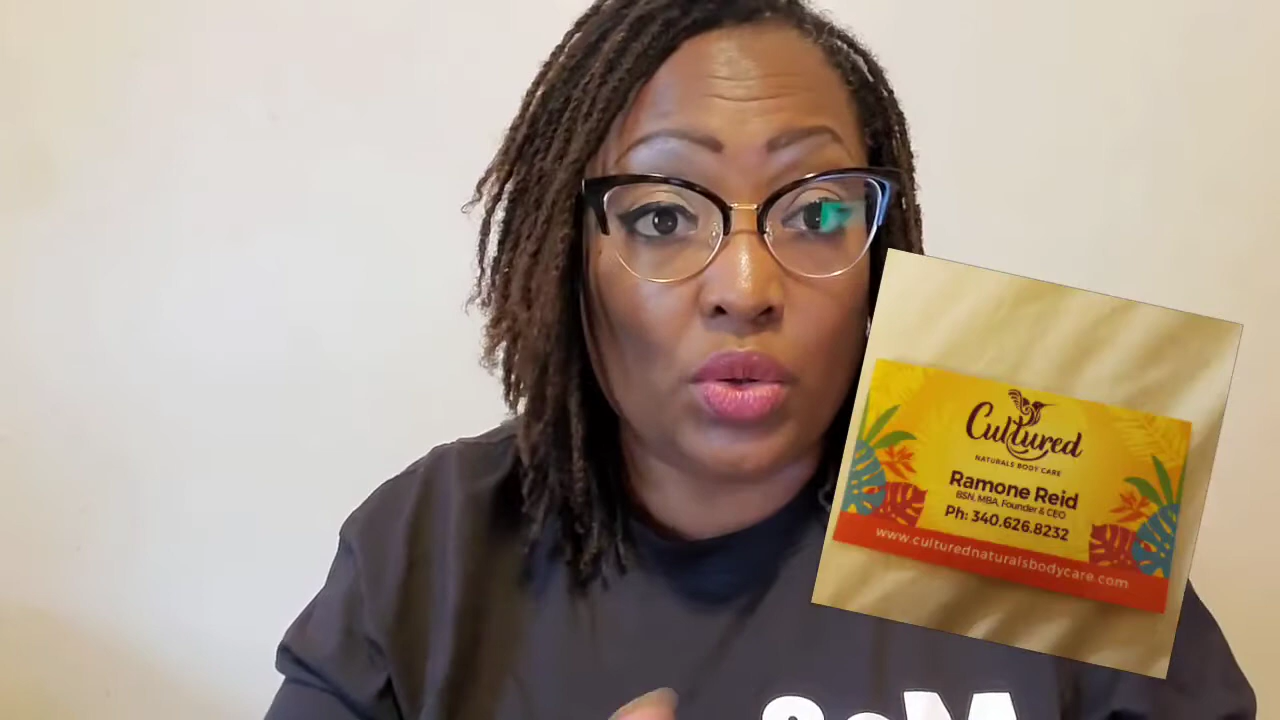 Cultured
NATURALS BODY CARE
Ramone Reid
BSN, MBA, Founder & CEO
Ph: 340.626.8232
www.culturednaturalsbodycare.com